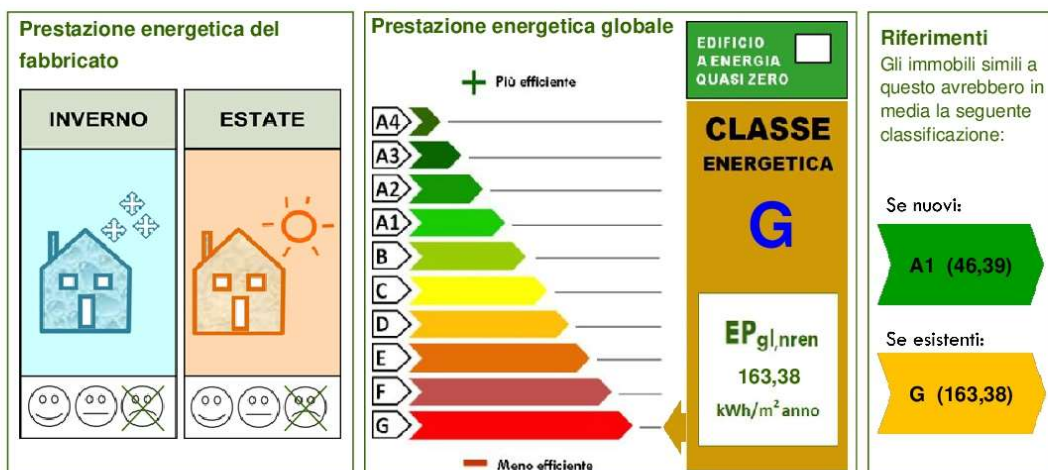 Prestazione energetica del
fabbricato
INVERNO
ESTATE
Prestazione energetica globale
Più efficiente
A4
A3
A2
A1
B
C
D
E
F
G
Meno efficiente
EDIFICIO
A ENERGIA
QUASI ZERO
CLASSE
ENERGETICA
G
EPgl,nren
163,38
kWh/m² anno
Riferimenti
Gli immobili simili a
questo avrebbero in
media la seguente
classificazione:
Se nuovi:
A1 (46,39)
Se esistenti:
G (163,38)